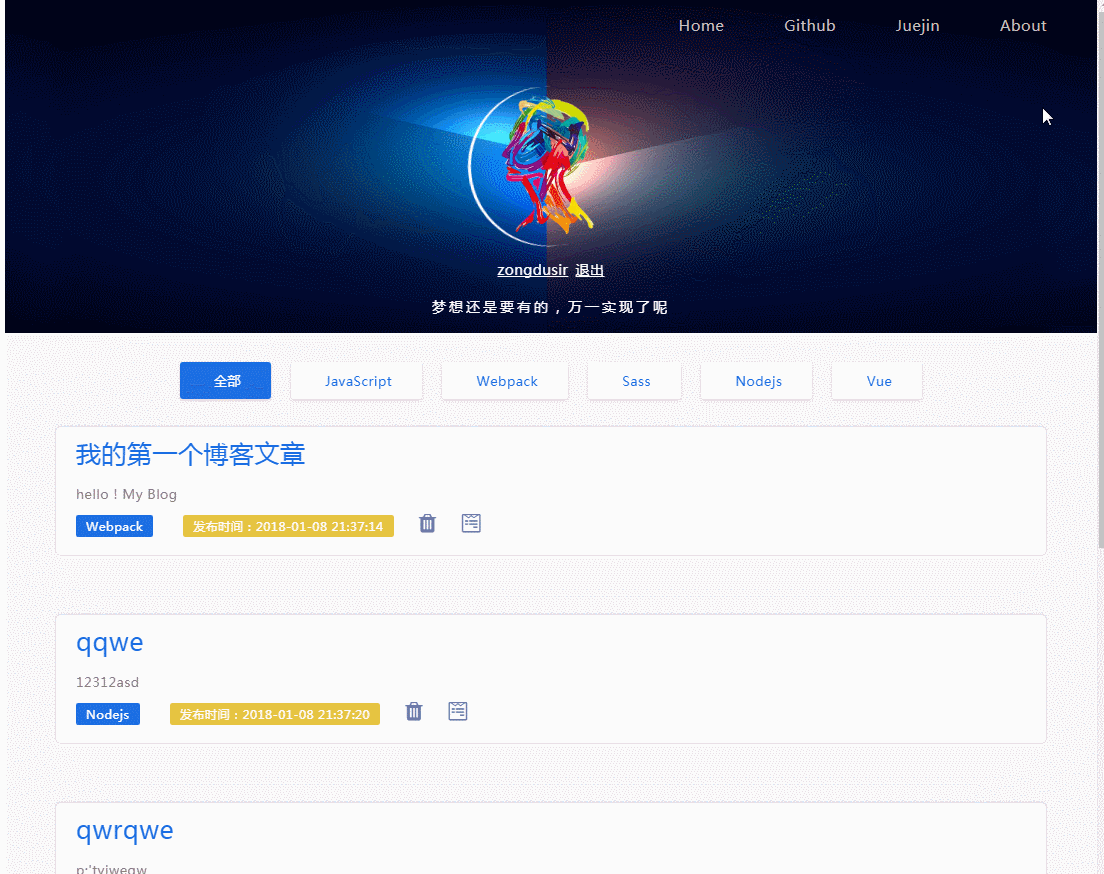 Home Github Juejin About
zongdusir 退出
梦想还是要有的，万一实现了呢
全部 JavaScript Webpack Sass Nodejs Vue
我的第一个博客文章
hello ! My Blog
Webpack 发布时间：2018-01-08 21:37:14
qqwe
12312asd
Nodejs 发布时间：2018-01-08 21:37:20
qwrqwe